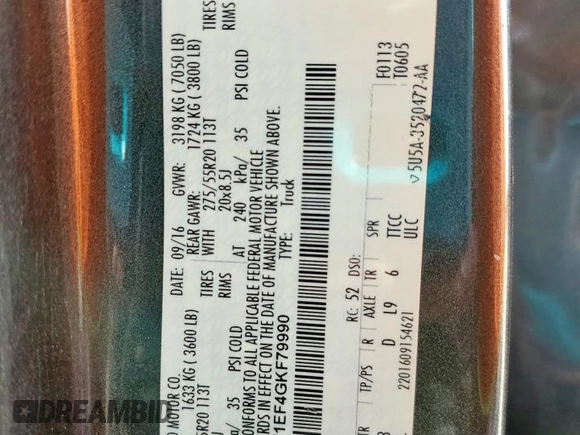 O MOTOR CO.
DATE: 09/16 GVWR: 3198 KG ( 7050 LB)
1633 KG ( 3600 LB) REAR GAWR: 1724 KG ( 3800 LB)
5R20 113T TIRES WITH 275/55R20 113T TIRES
RIMS 20x8.5J RIMS
35 PSI COLD AT 240 kPa/ 35 PSI COLD
ONFORMS TO ALL APPLICABLE FEDERAL MOTOR VEHICLE
RDS IN EFFECT ON THE DATE OF MANUFACTURE SHOWN ABOVE.
1EF4GKF79990 TYPE: Truck
RC: 52 DSO: F0113
T0605
TR TP/PS R AXLE TR SPR
B D L9 6 TTCC
ULC
2201609154621 5U5A-3520472-AA
DREAMBID